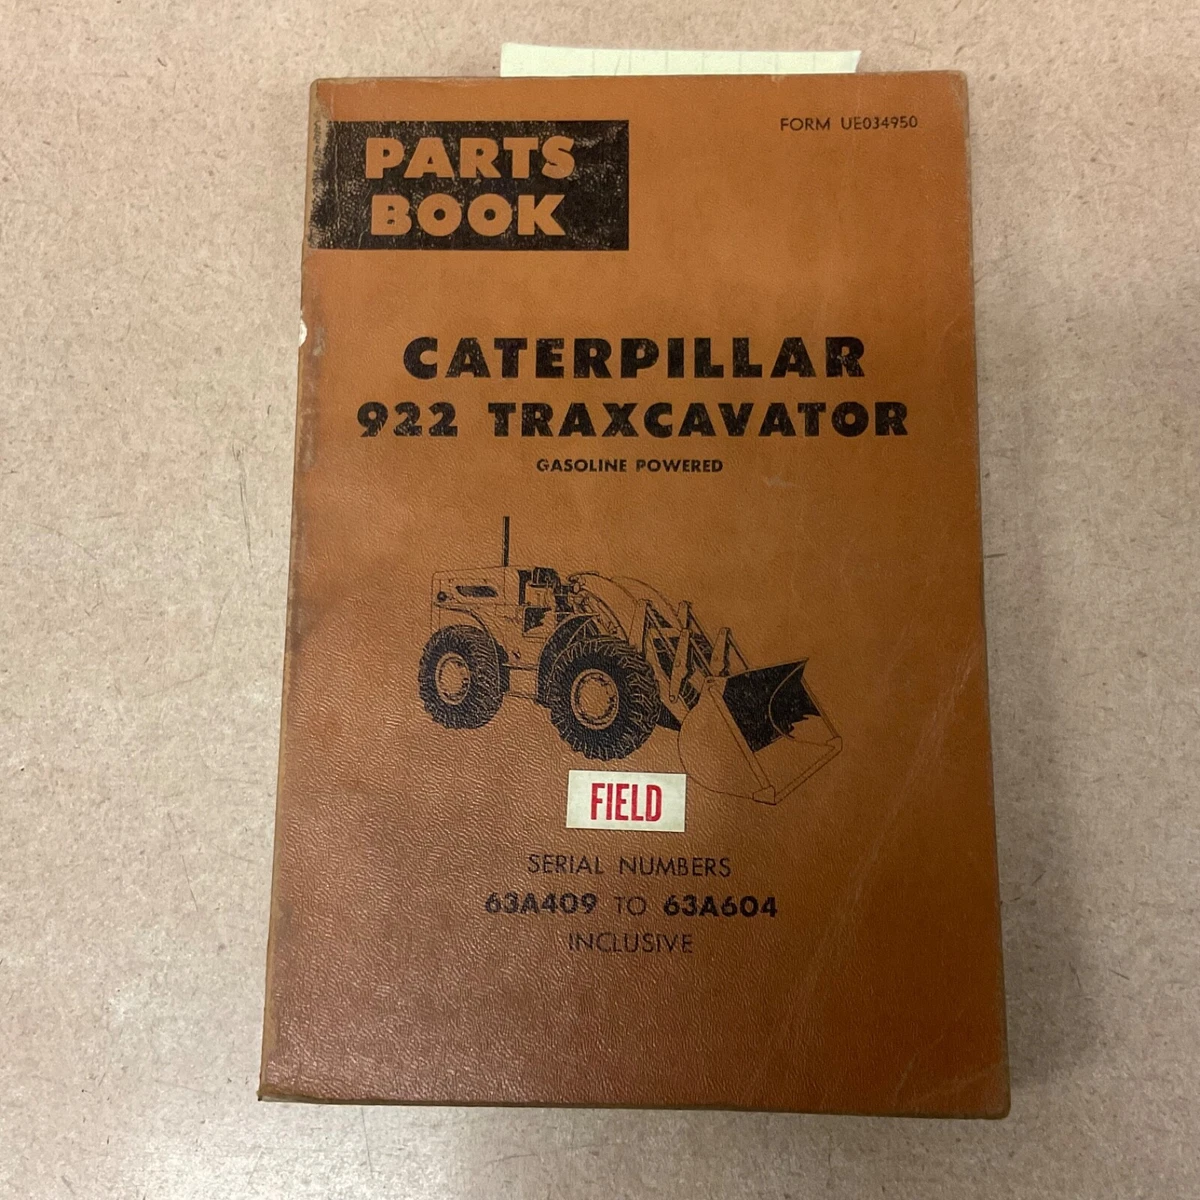 FORM UE034950
PARTS
BOOK
CATERPILLAR
922 TRAXCAVATOR
GASOLINE POWERED
FIELD
SERIAL NUMBERS
63A409 TO 63A604
INCLUSIVE